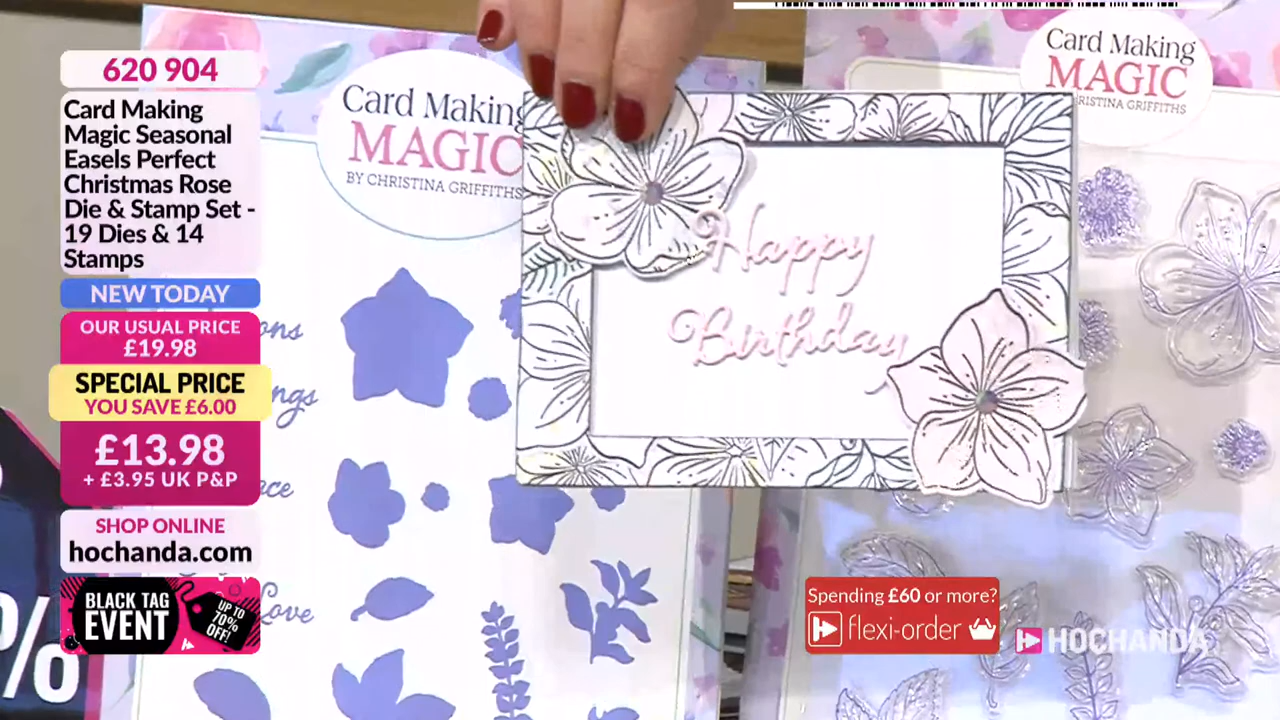 620 904
Card Making
Magic Seasonal
Easels Perfect
Christmas Rose
Die & Stamp Set -
19 Dies & 14
Stamps
NEW TODAY
OUR USUAL PRICE
£19.98
SPECIAL PRICE
YOU SAVE £6.00
£13.98
+ £3.95 UK P&P
SHOP ONLINE
hochanda.com
BLACK TAG
EVENT
UP TO
70%
OFF!
%
Card Making
MAGIC
BY CHRISTINA GRIFFITHS
Love
Happy
Birthday
Card Making
MAGIC
CHRISTINA GRIFFITHS
Spending £60 or more?
flexi-order
HOCHANDA